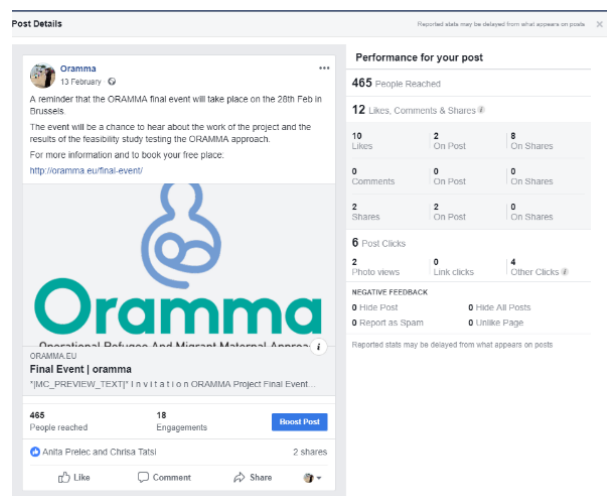 Post Details
Reported stats may be delayed from what appears on posts
Oramma
13 February
A reminder that the ORAMMA final event will take place on the 28th Feb in
Brussels.
The event will be a chance to hear about the work of the project and the
results of the feasibility study testing the ORAMMA approach.
For more information and to book your free place:
http://oramma.eu/final-event/
Oramma
Operational Refugee And Migrant Maternal Approac
ORAMMA.EU
Final Event | oramma
*|MC_PREVIEW_TEXT|* I n v i t a t i o n ORAMMA Project Final Event...
465
People reached
18
Engagements
Boost Post
Anita Prelec and Chrisa Tatsi
2 shares
Like
Comment
Share
Performance for your post
465 People Reached
12 Likes, Comments & Shares
10
Likes
2
On Post
8
On Shares
0
Comments
0
On Post
0
On Shares
2
Shares
2
On Post
0
On Shares
6 Post Clicks
2
Photo views
0
Link clicks
4
Other Clicks
NEGATIVE FEEDBACK
0 Hide Post
0 Hide All Posts
0 Report as Spam
0 Unlike Page
Reported stats may be delayed from what appears on posts